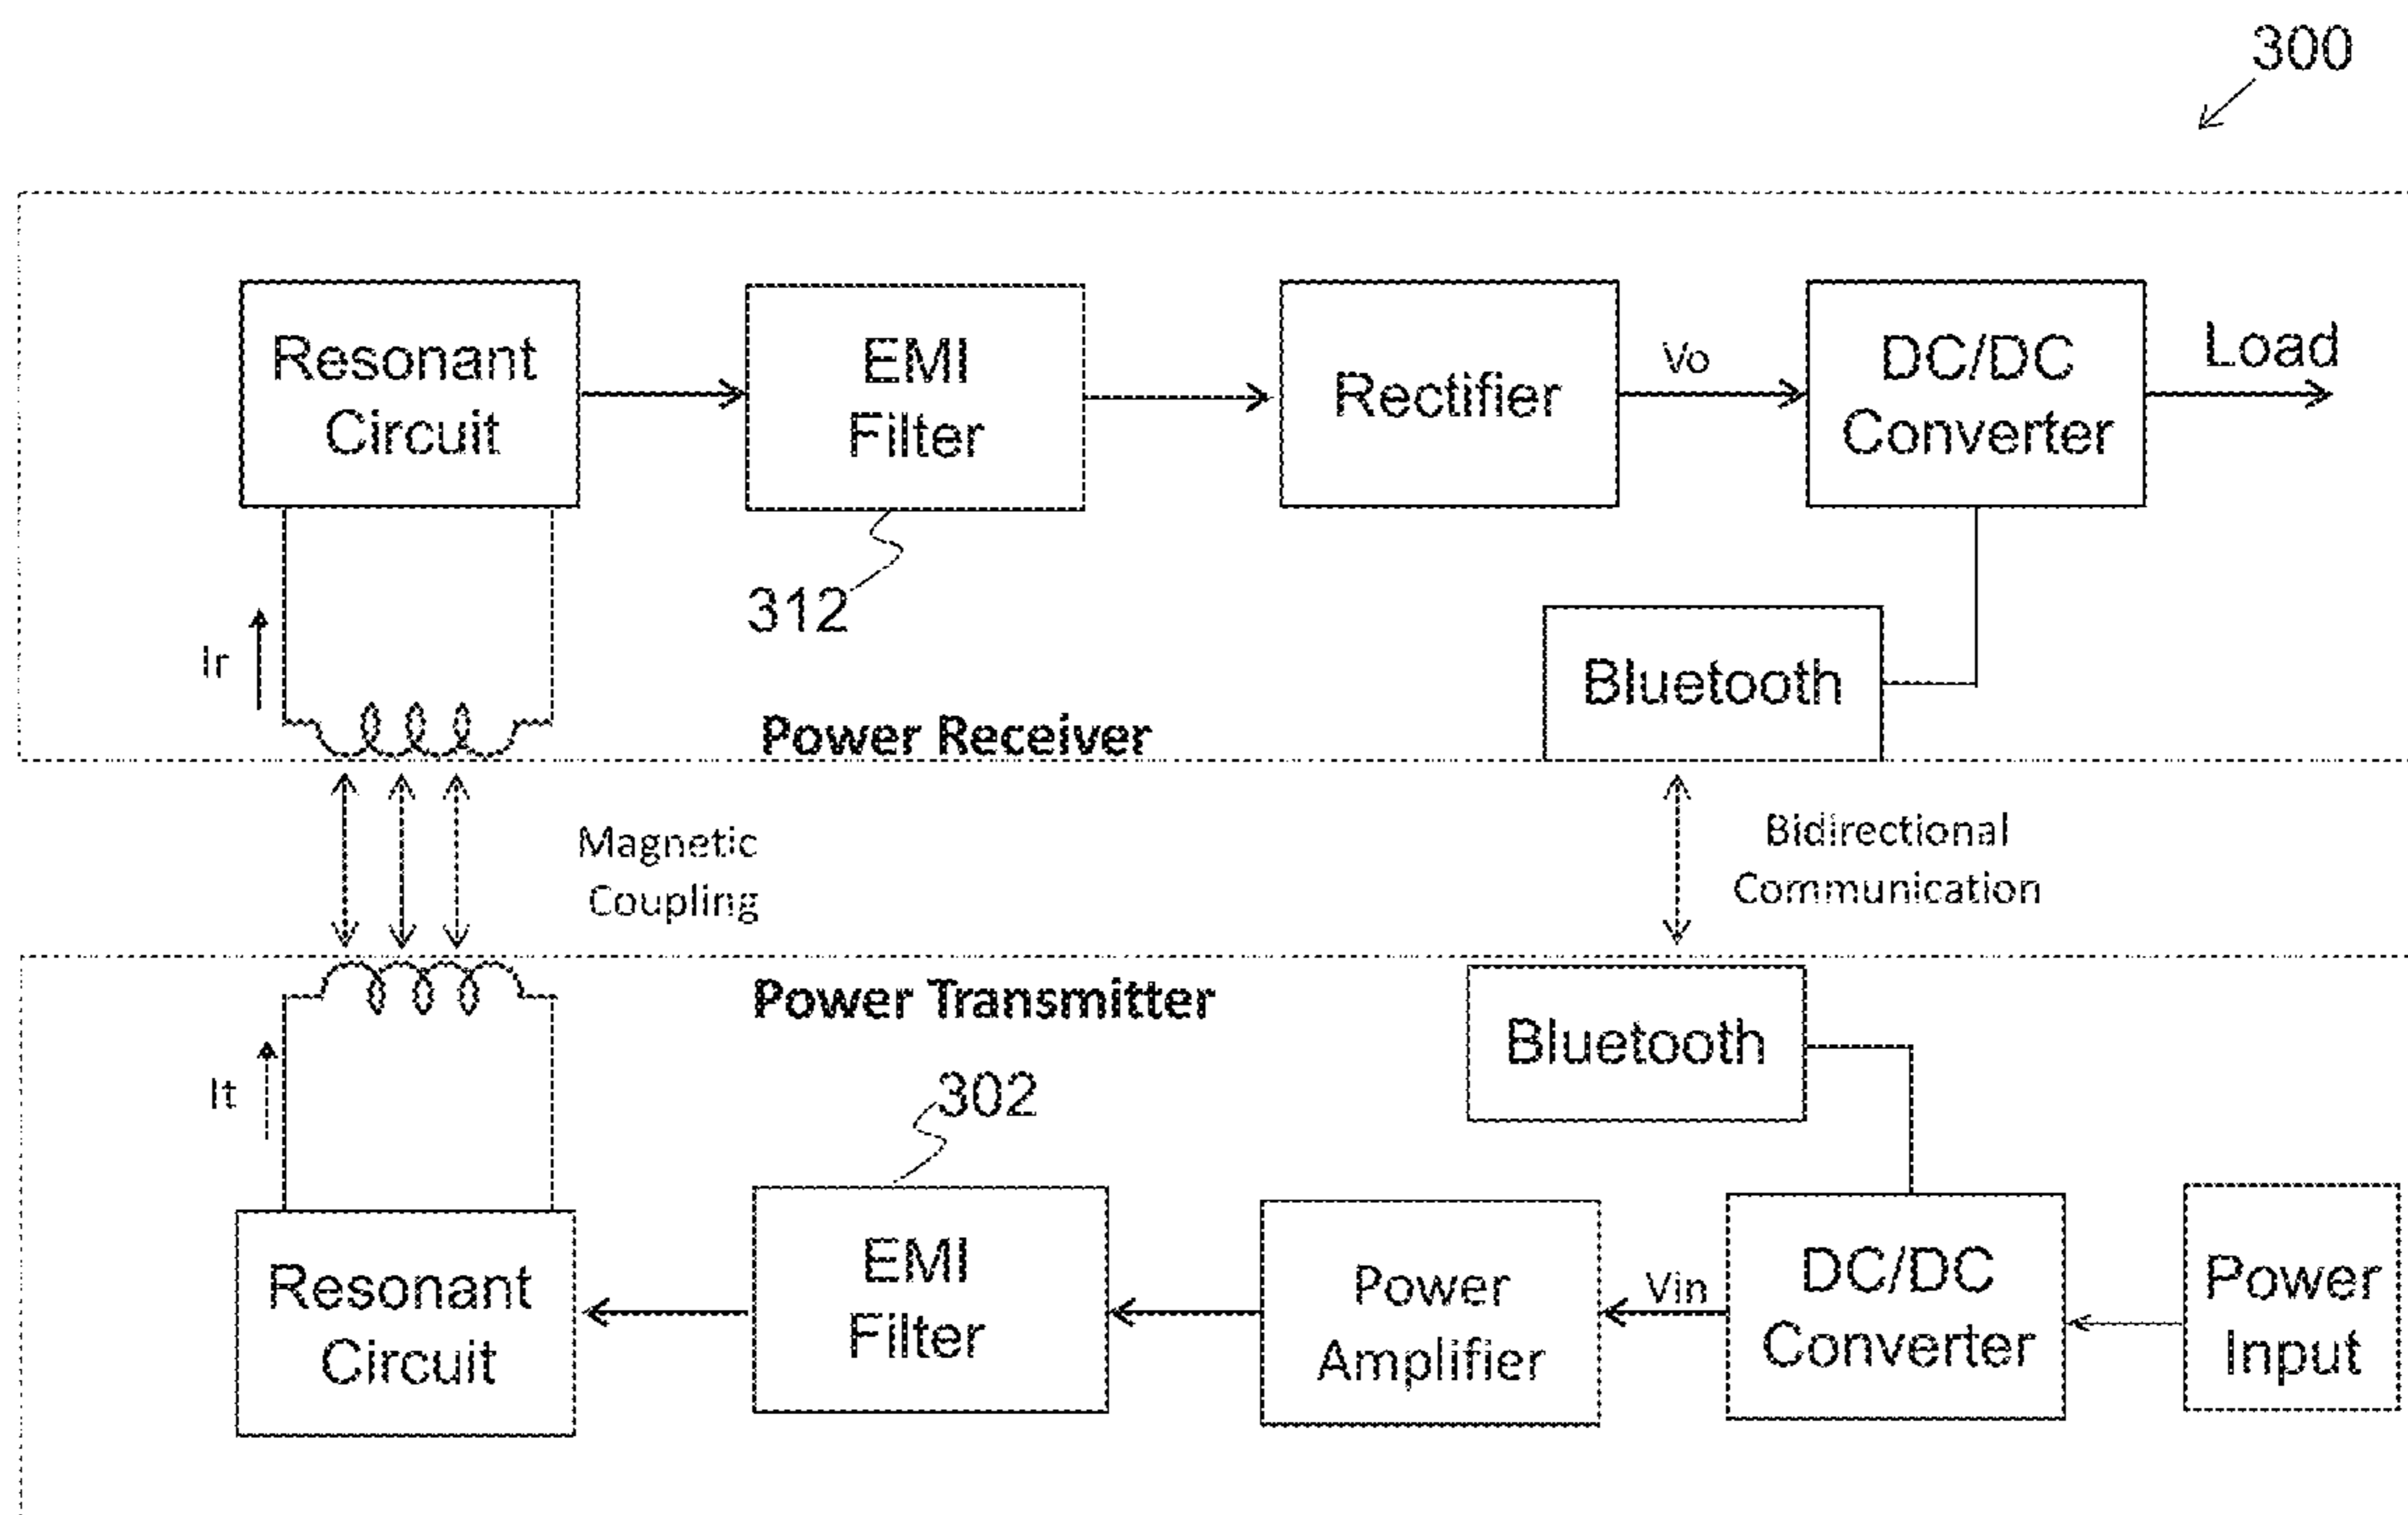 300
Resonant
Circuit
EMI
Filter
Rectifier
Vo
DC/DC
Converter
Load
312
Ir
Bluetooth
Power Receiver
Magnetic
Coupling
Bidirectional
Communication
Power Transmitter
Bluetooth
It
302
Resonant
Circuit
EMI
Filter
Power
Amplifier
Vin
DC/DC
Converter
Power
Input